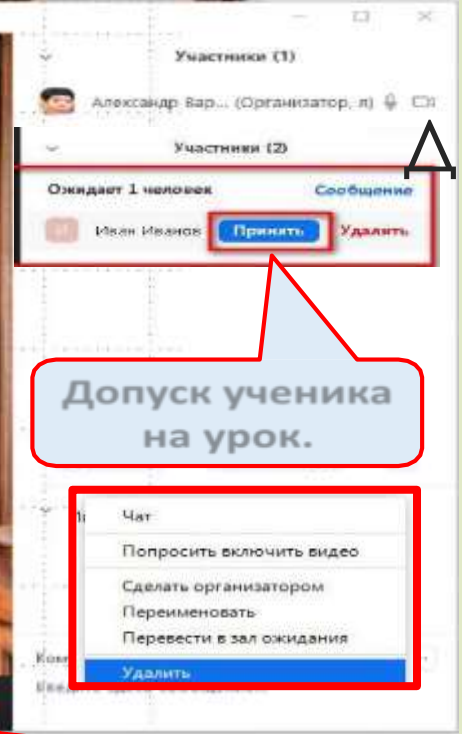 Участники (1)
Александр Вар... (Организатор, я)
Участники (2)
Ожидает 1 человек Сообщение
Иван Иванов Принять Удалить
Д
Допуск ученика
на урок.
Чат
Попросить включить видео
Сделать организатором
Переименовать
Перевести в зал ожидания
Удалить